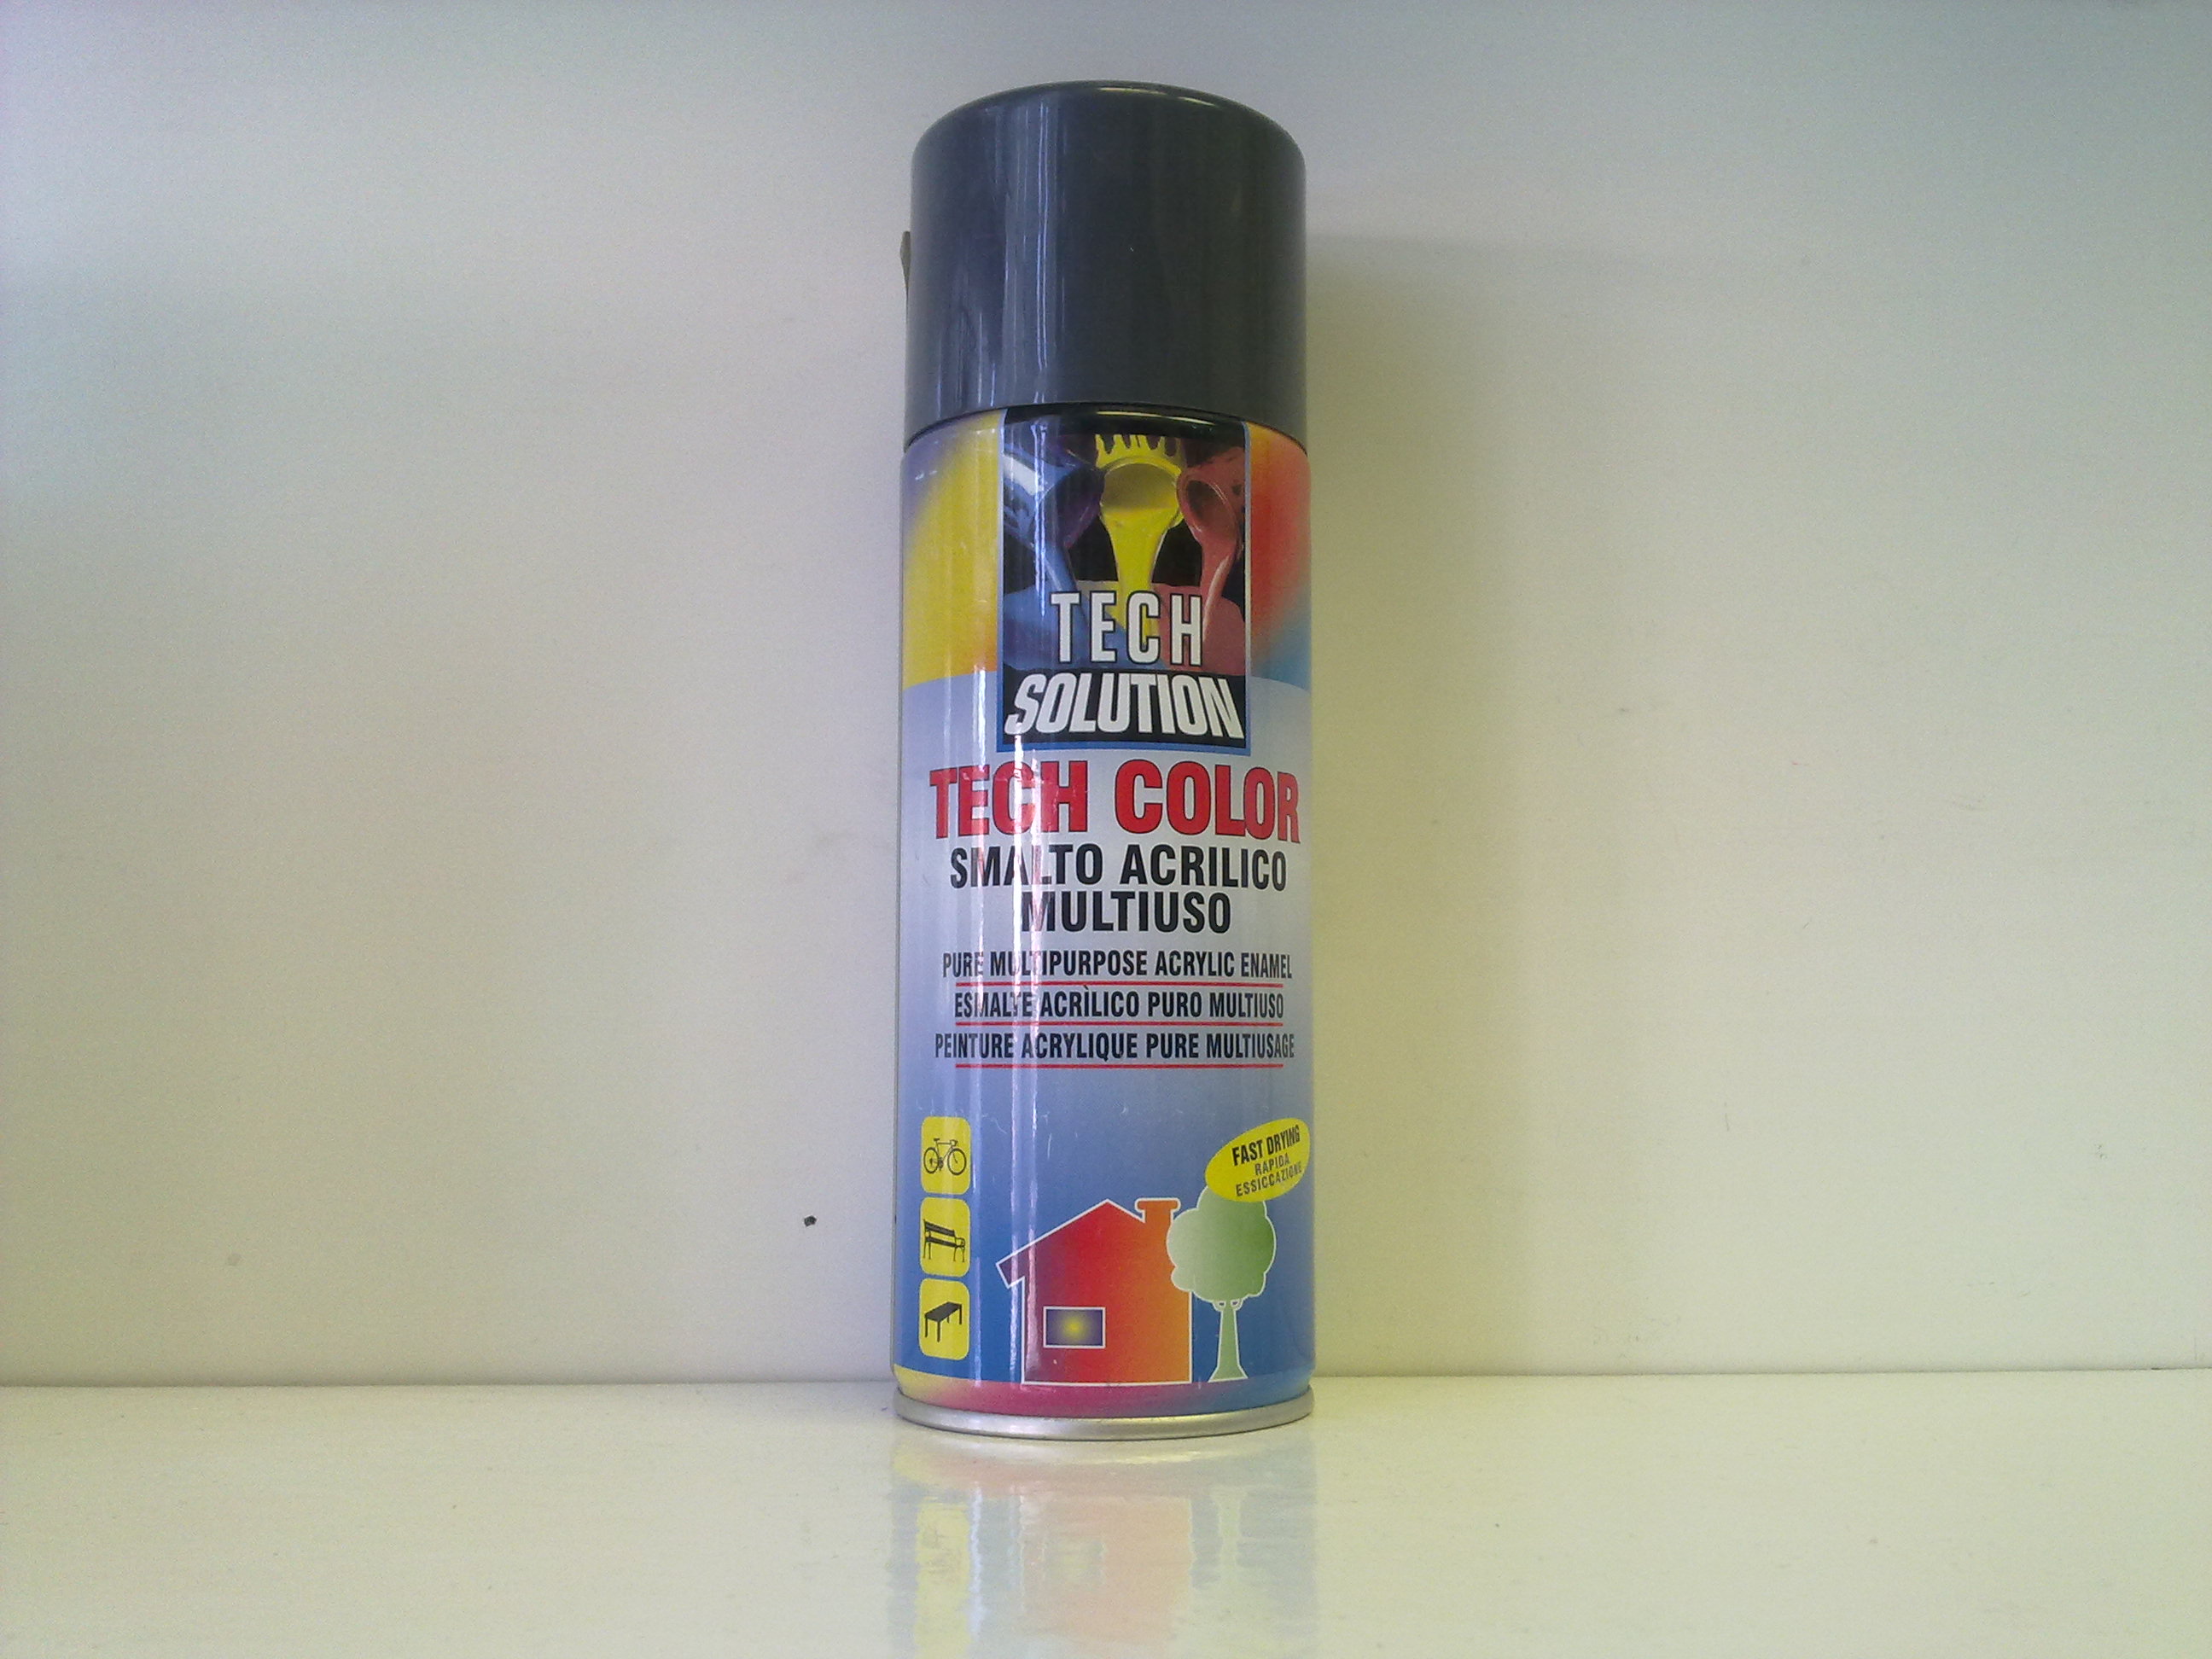 TECH
SOLUTION
TECH COLOR
SMALTO ACRILICO
MULTIUSO
PURE MULTIPURPOSE ACRYLIC ENAMEL
ESMALTE ACRÌLICO PURO MULTIUSO
PEINTURE ACRYLIQUE PURE MULTIUSAGE
FAST DRYING
RAPIDA
ESSICCAZIONE